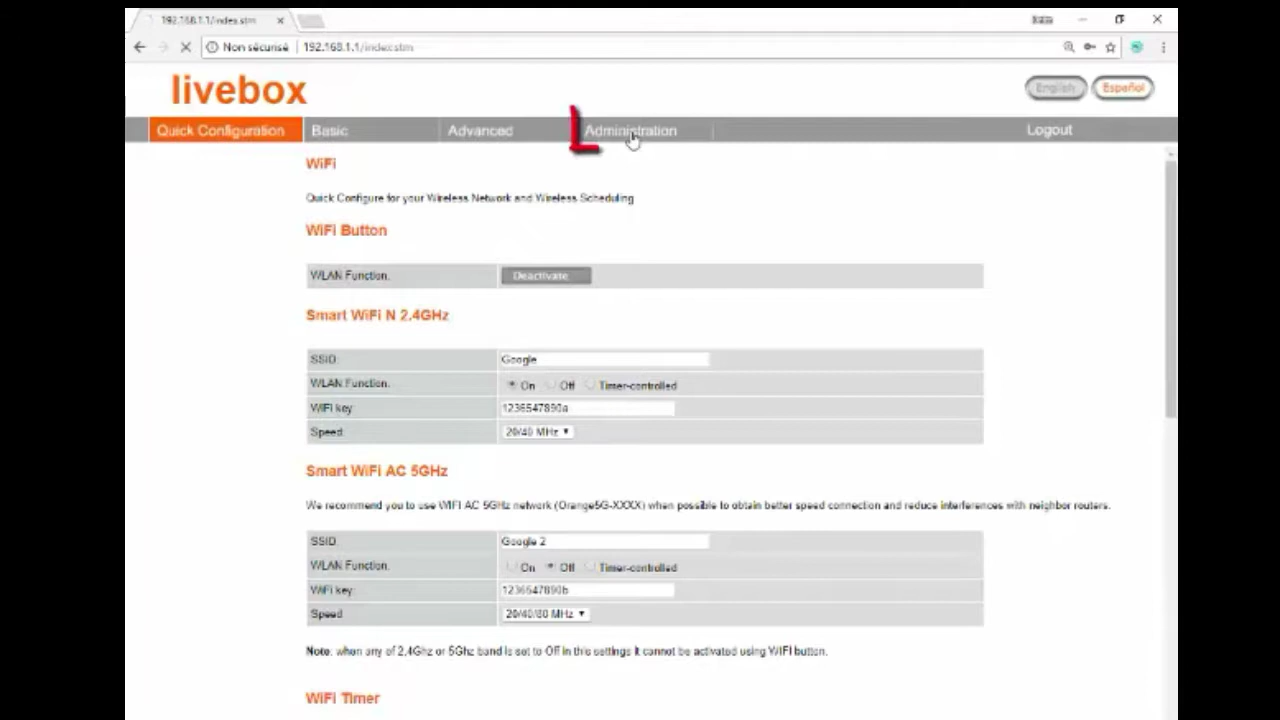 192.168.1.1/index.stm
Non sécurisé 192.168.1.1/index.stm
livebox
English Español
Quick Configuration Basic Advanced Administration Logout
WiFi
Quick Configure for your Wireless Network and Wireless Scheduling
WiFi Button
WLAN Function: Deactivate
Smart WiFi N 2,4GHz
SSID: Google
WLAN Function: On Off Timer-controlled
WiFi key: 1236547890a
Speed: 20/40 MHz
Smart WiFi AC 5GHz
We recommend you to use WIFI AC 5GHz network (Orange5G-XXXX) when possible to obtain better speed connection and reduce interferences with neighbor routers.
SSID: Google 2
WLAN Function: On Off Timer-controlled
WiFi key: 1236547890b
Speed 20/40/80 MHz
Note: when any of 2,4Ghz or 5Ghz band is set to Off in this settings it cannot be activated using WIFI button.
WiFi Timer